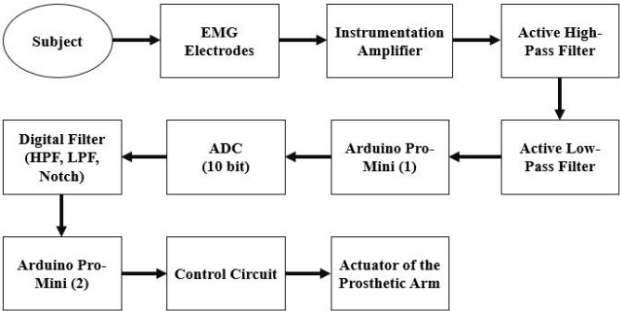 Subject
EMG
Electrodes
Instrumentation
Amplifier
Active High-
Pass Filter
Active Low-
Pass Filter
Arduino Pro-
Mini (1)
ADC
(10 bit)
Digital Filter
(HPF, LPF,
Notch)
Arduino Pro-
Mini (2)
Control Circuit
Actuator of the
Prosthetic Arm